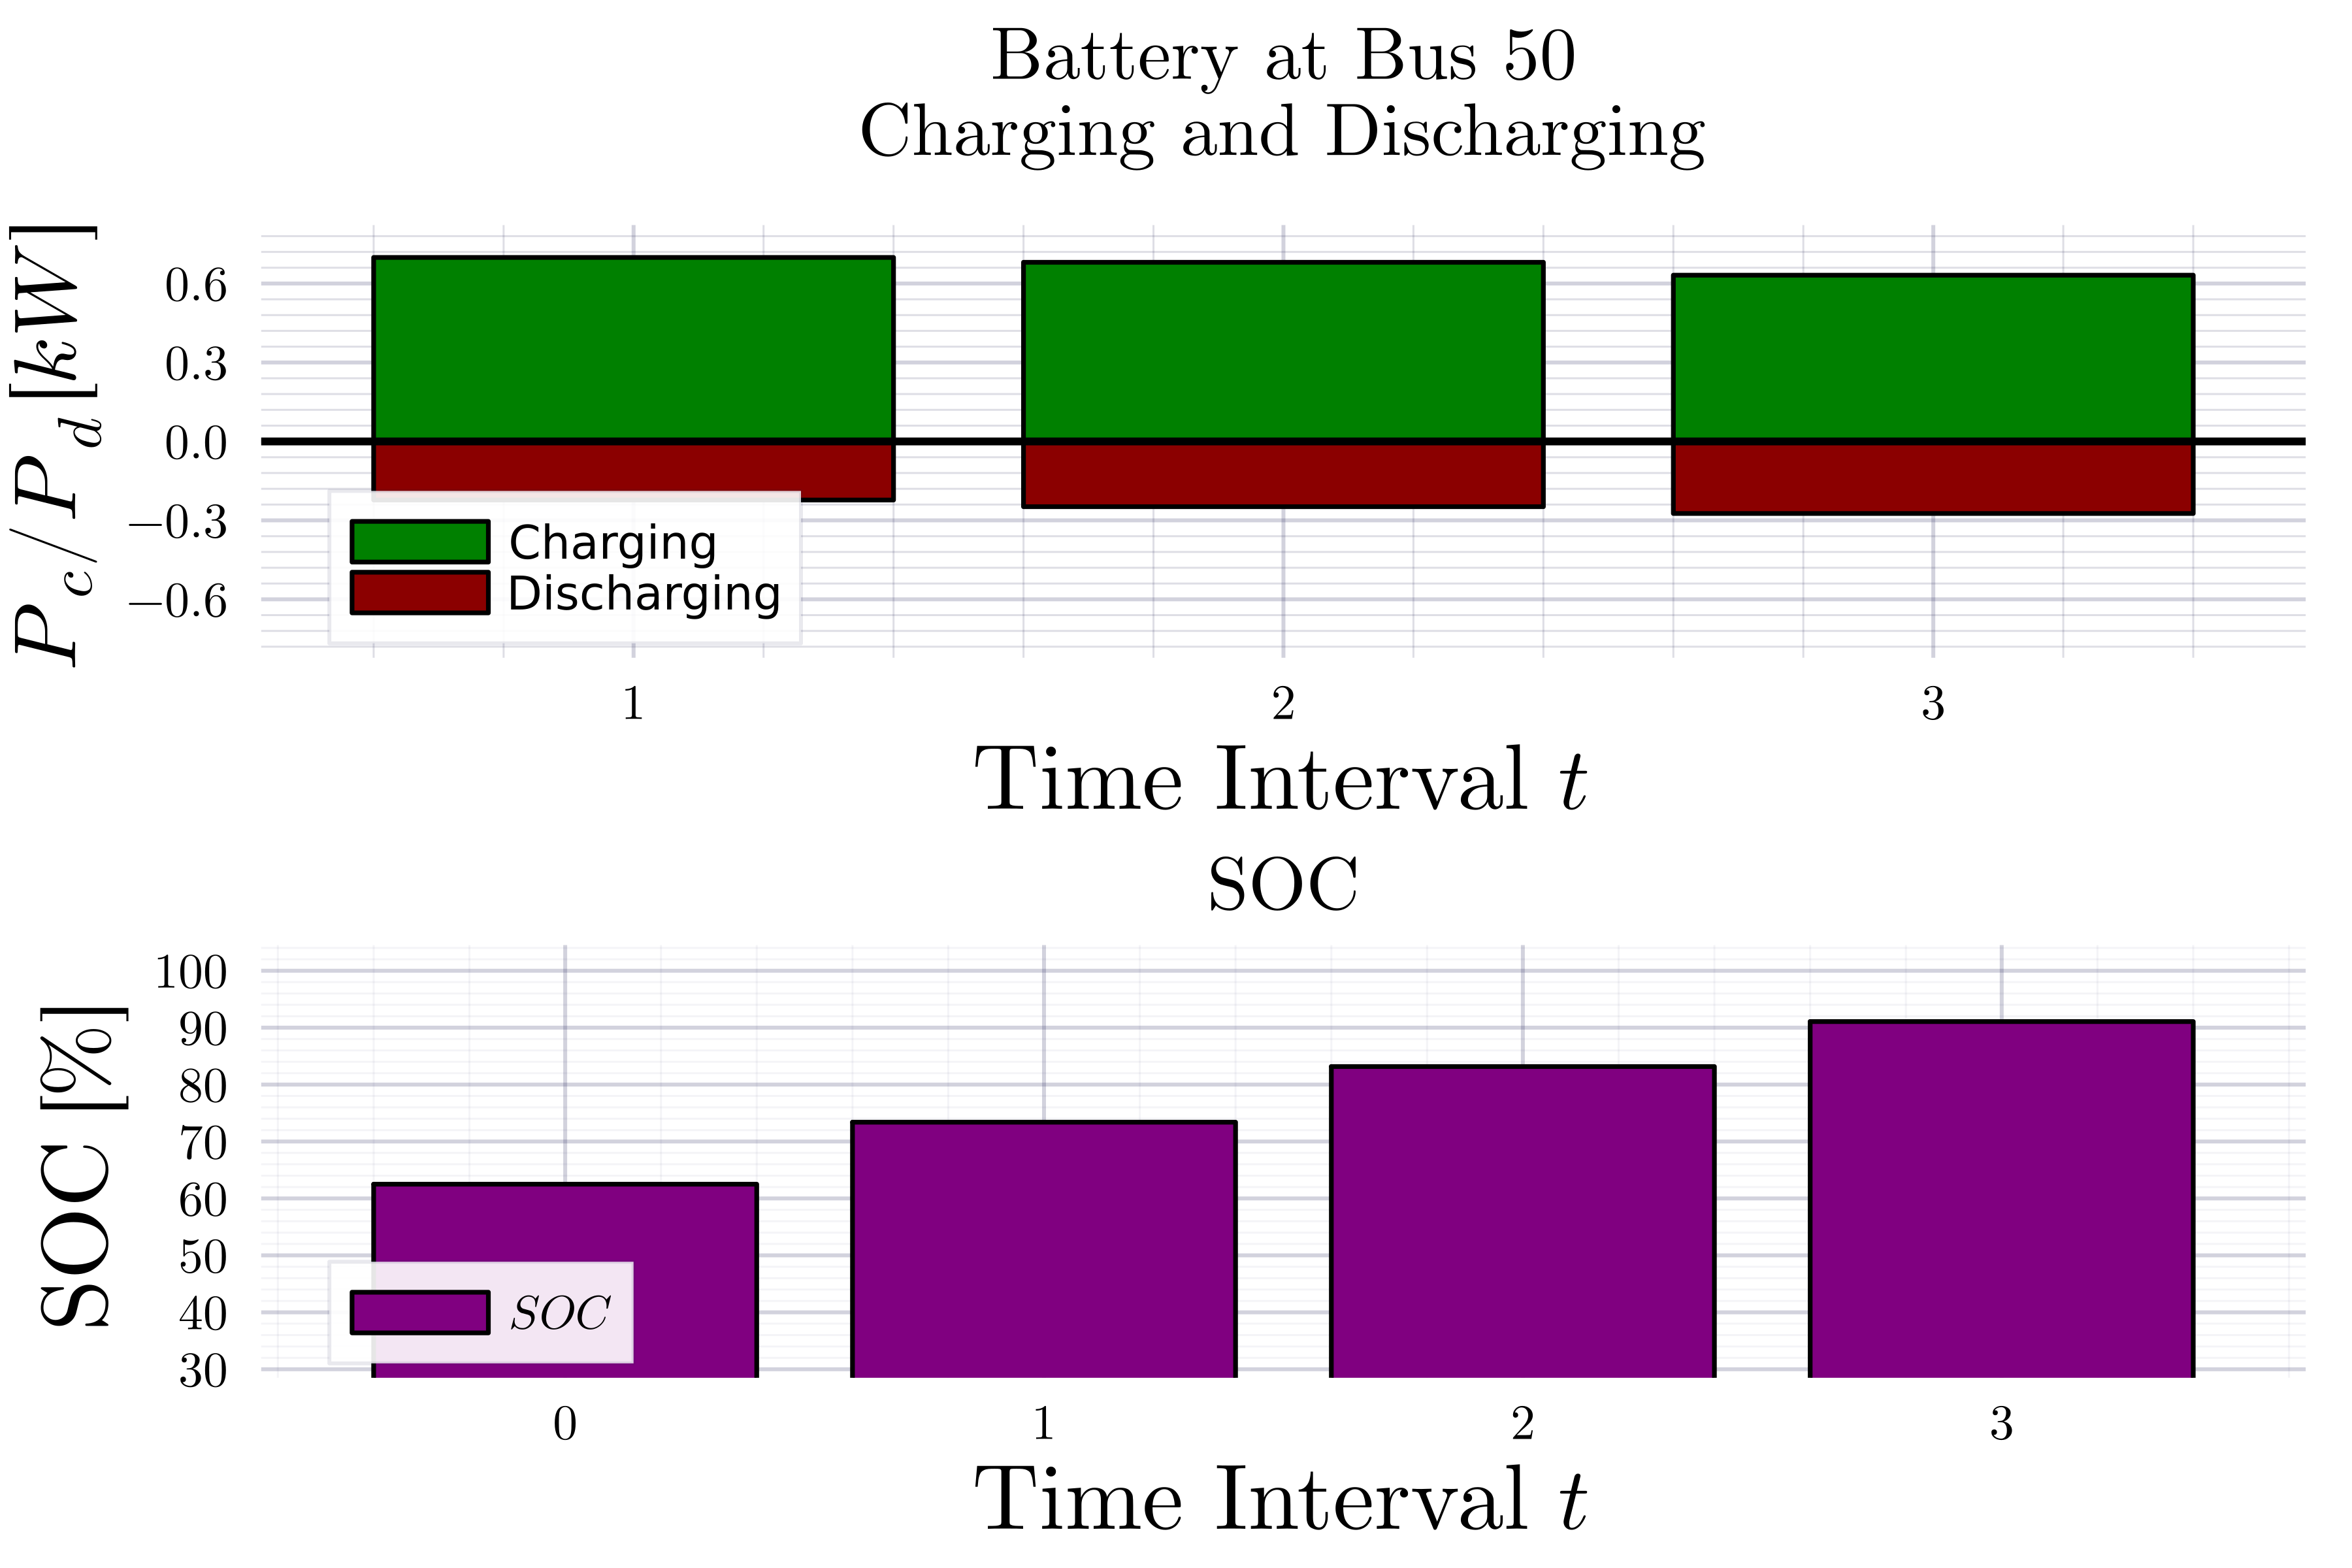 Battery at Bus 50
Charging and Discharging
P_c/P_d [kW]
0.6
0.3
0.0
−0.3
−0.6
Charging
Discharging
1 2 3
Time Interval t
SOC
SOC [%]
100
90
80
70
60
50
40
30
SOC
0 1 2 3
Time Interval t